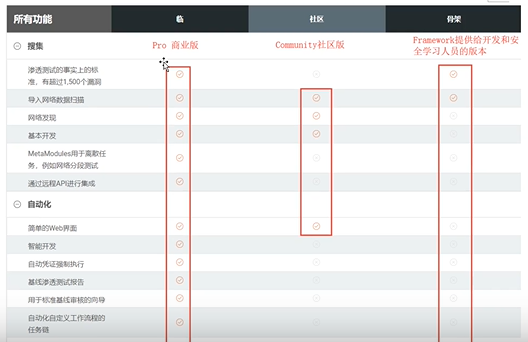 所有功能 临 社区 骨架
搜集 Pro 商业版 Community社区版 Framework提供给开发和安
全学习人员的版本
渗透测试的事实上的标
准，有超过1,500个漏洞
导入网络数据扫描
网络发现
基本开发
MetaModules用于离散任
务，例如网络分段测试
通过远程API进行集成
自动化
简单的Web界面
智能开发
自动凭证强制执行
基线渗透测试报告
用于标准基线审核的向导
自动化自定义工作流程的
任务链